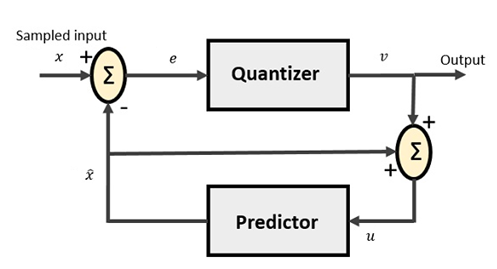 Sampled input
x + e v Output
Σ Quantizer
-
+
Σ
+
x̂
Predictor
u